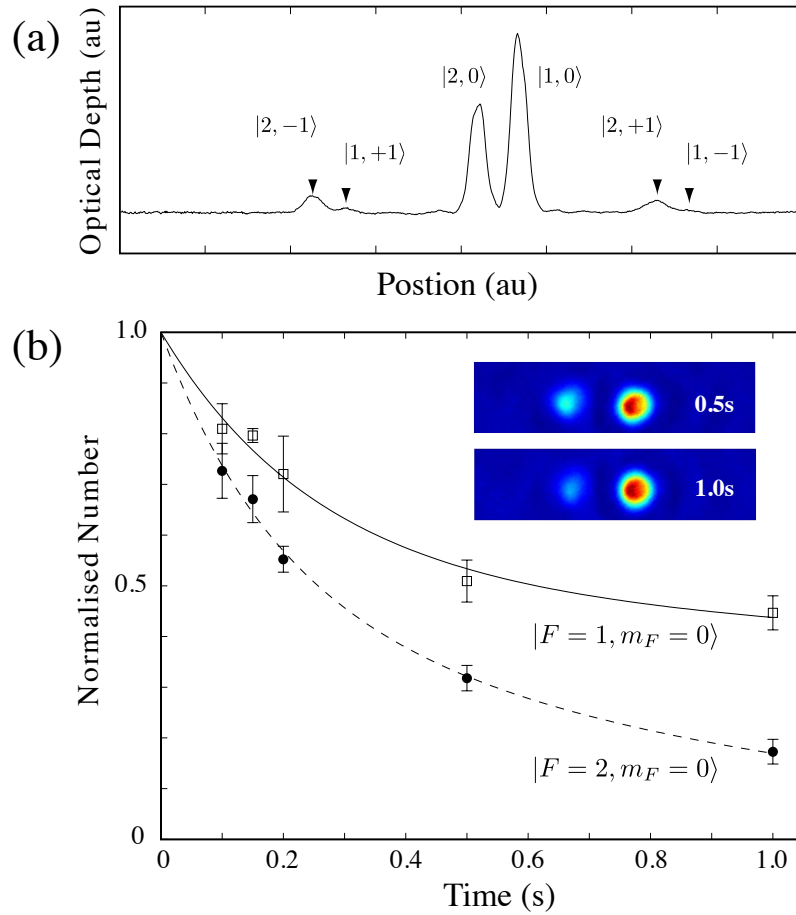 (a)
Optical Depth (au)
|2, 0⟩
|1, 0⟩
|2, −1⟩
|2, +1⟩
|1, +1⟩
|1, −1⟩
Postion (au)
(b)
1.0
0.5s
1.0s
Normalised Number
0.5
|F = 1, m_F = 0⟩
|F = 2, m_F = 0⟩
0
0 0.2 0.4 0.6 0.8 1.0
Time (s)